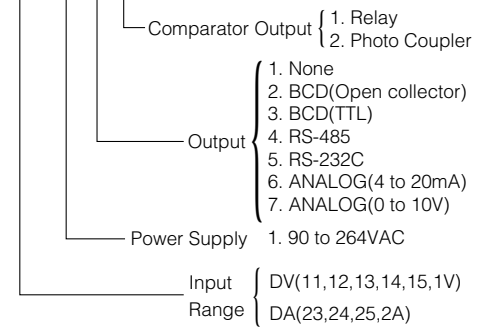 Comparator Output
1. Relay
2. Photo Coupler
Output
1. None
2. BCD(Open collector)
3. BCD(TTL)
4. RS-485
5. RS-232C
6. ANALOG(4 to 20mA)
7. ANALOG(0 to 10V)
Power Supply 1. 90 to 264VAC
Input
Range
DV(11,12,13,14,15,1V)
DA(23,24,25,2A)